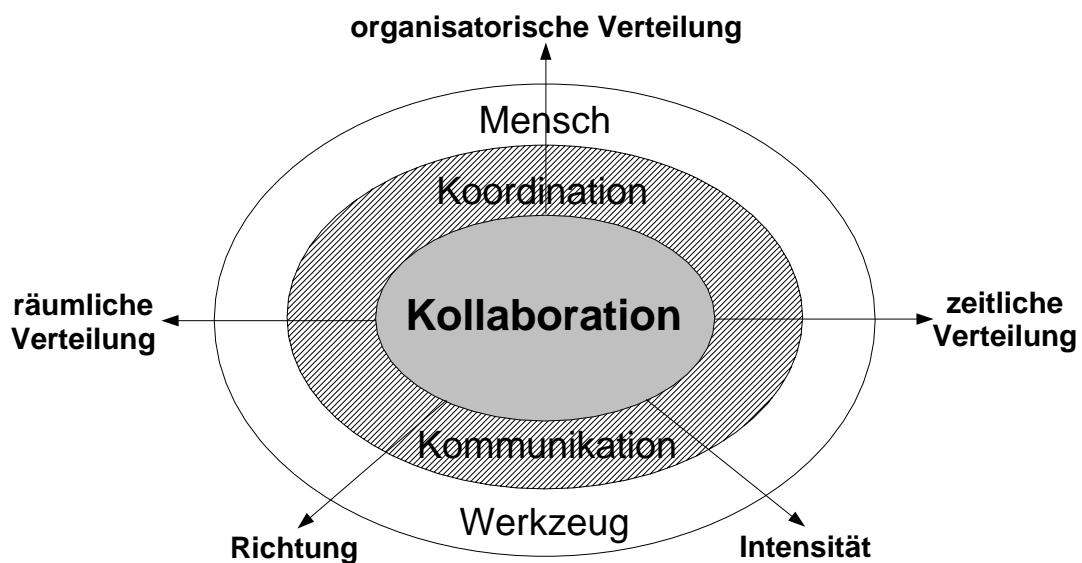 organisatorische Verteilung
Mensch
Koordination
räumliche
Verteilung
Kollaboration
zeitliche
Verteilung
Kommunikation
Werkzeug
Richtung
Intensität